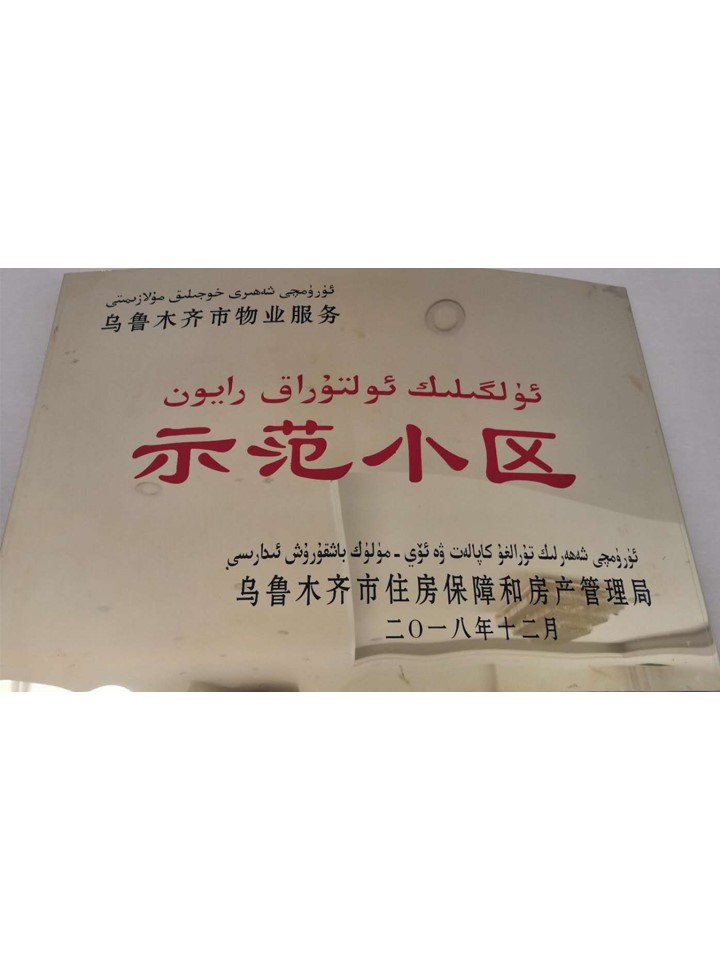 ئۈرۈمچى شەھىرى خوجىلىق مۇلازىمىتى
乌鲁木齐市物业服务
ئۈلگىلىك ئولتۇراق رايون
示范小区
ئۈرۈمچى شەھەرلىك تۇرالغۇ كاپالەت ۋە ئۆي - مۈلۈك باشقۇرۇش ئىدارىسى
乌鲁木齐市住房保障和房产管理局
二〇一八年十二月